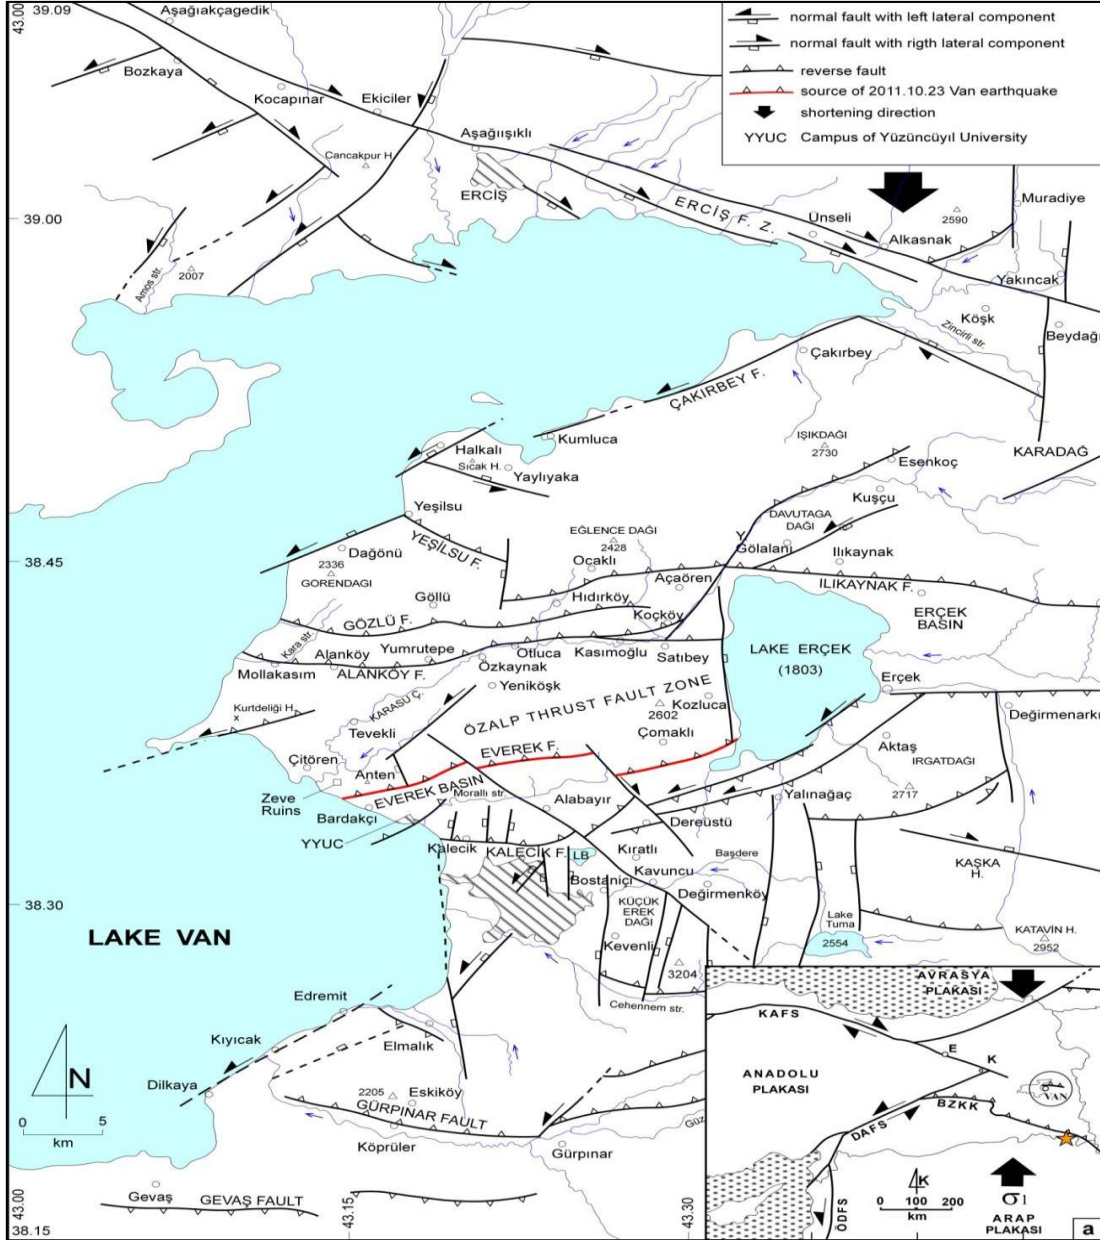 43.00
39.09
Aşağıakçagedik
normal fault with left lateral component
normal fault with rigth lateral component
reverse fault
source of 2011.10.23 Van earthquake
shortening direction
YYUC Campus of Yüzüncüyıl University
Bozkaya
Kocapınar
Ekiciler
Aşağıışıklı
Cancakpur H.
ERCİŞ
ERCİŞ F. Z.
Ünseli
2590
Muradiye
39.00
Alkasnak
Amos str.
2007
Yakıncak
Köşk
Zincirli str.
Beydağı
Çakırbey
ÇAKIRBEY F.
Kumluca
IŞIKDAĞI
2730
Halkalı
Sıcak H.
Yaylıyaka
Esenkoç
KARADAĞ
Kuşçu
Yeşilsu
YEŞİLSU F.
DAVUTAGA
DAĞI
EĞLENCE DAĞI
2428
Y.
Gölalanı
38.45
Dağönü
2336
GÖRENDAGI
Ocaklı
Ilıkaynak
Açaören
ILIKAYNAK F.
Göllü
Hıdırköy
ERÇEK
BASIN
GÖZLÜ F.
Koçköy
Kara str.
Alanköy
Yumrutepe
Otluca
Kasımoğlu
Satıbey
LAKE ERÇEK
(1803)
Mollakasım
ALANKÖY F.
Özkaynak
Yeniköşk
Erçek
Kurtdeliği H.
x
KARASU Ç.
ÖZALP THRUST FAULT ZONE
Kozluca
2602
Değirmenarkı
Tevekli
Çomaklı
Aktaş
EVEREK F.
IRGATDAĞI
Çitören
Anten
EVEREK BASIN
Morallı str.
2717
Zeve
Ruins
Bardakçı
Alabayır
Yalınağaç
YYUC
Dereüstü
Kalecik
KALECİK F.
LB
Kıratlı
Başdere
KAŞKA
H.
Bostaniçi
Kavuncu
Değirmenköy
38.30
KÜÇÜK
EREK
DAĞI
Lake
Tuma
2554
LAKE VAN
Kevenli
KATAVİN H.
2952
3204
Edremit
Cehennem str.
AVRASYA
PLAKASI
KAFS
Elmalık
Kıyıcak
E
K
N
ANADOLU
PLAKASI
VAN
Dilkaya
2205
Eskiköy
BZKK
0 5
km
GÜRPINAR FAULT
DAFS
Köprüler
Gürpınar
K
0 100 200
km
σ1
ARAP
PLAKASI
ÖDFS
Gevaş
GEVAŞ FAULT
43.00
38.15
43.15
43.30
a